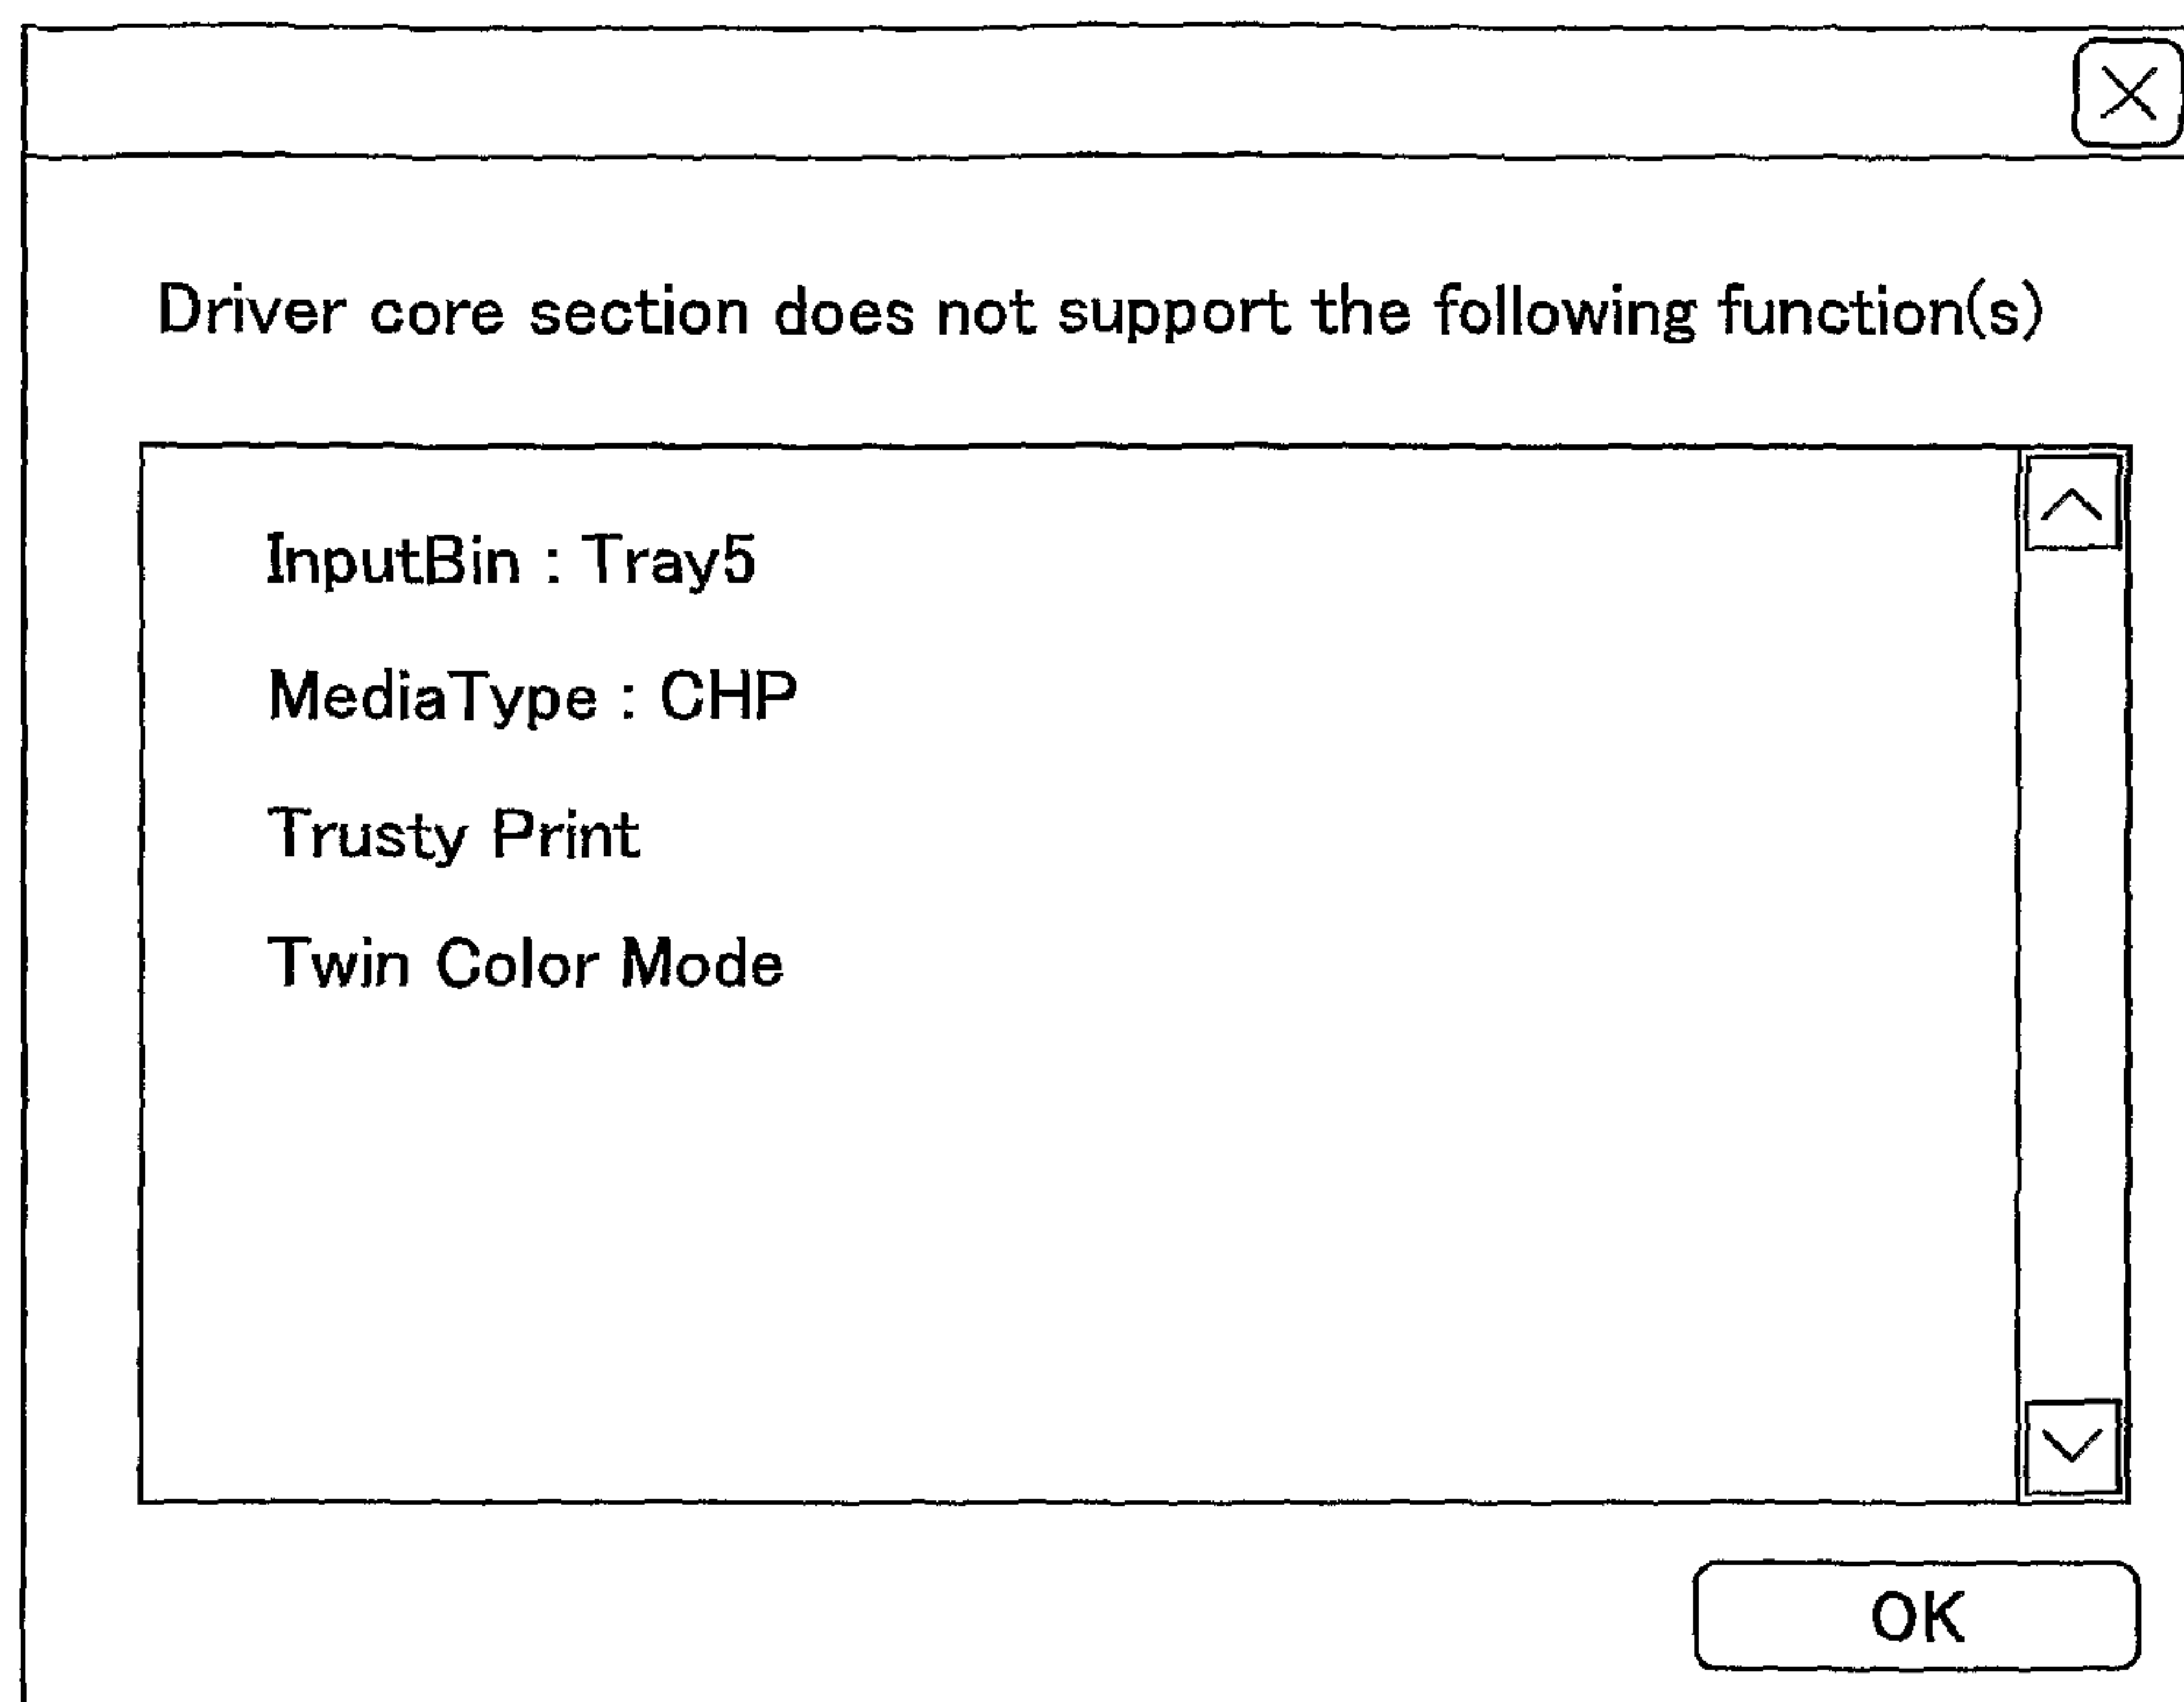 Driver core section does not support the following function(s)
InputBin : Tray5
MediaType : CHP
Trusty Print
Twin Color Mode
OK